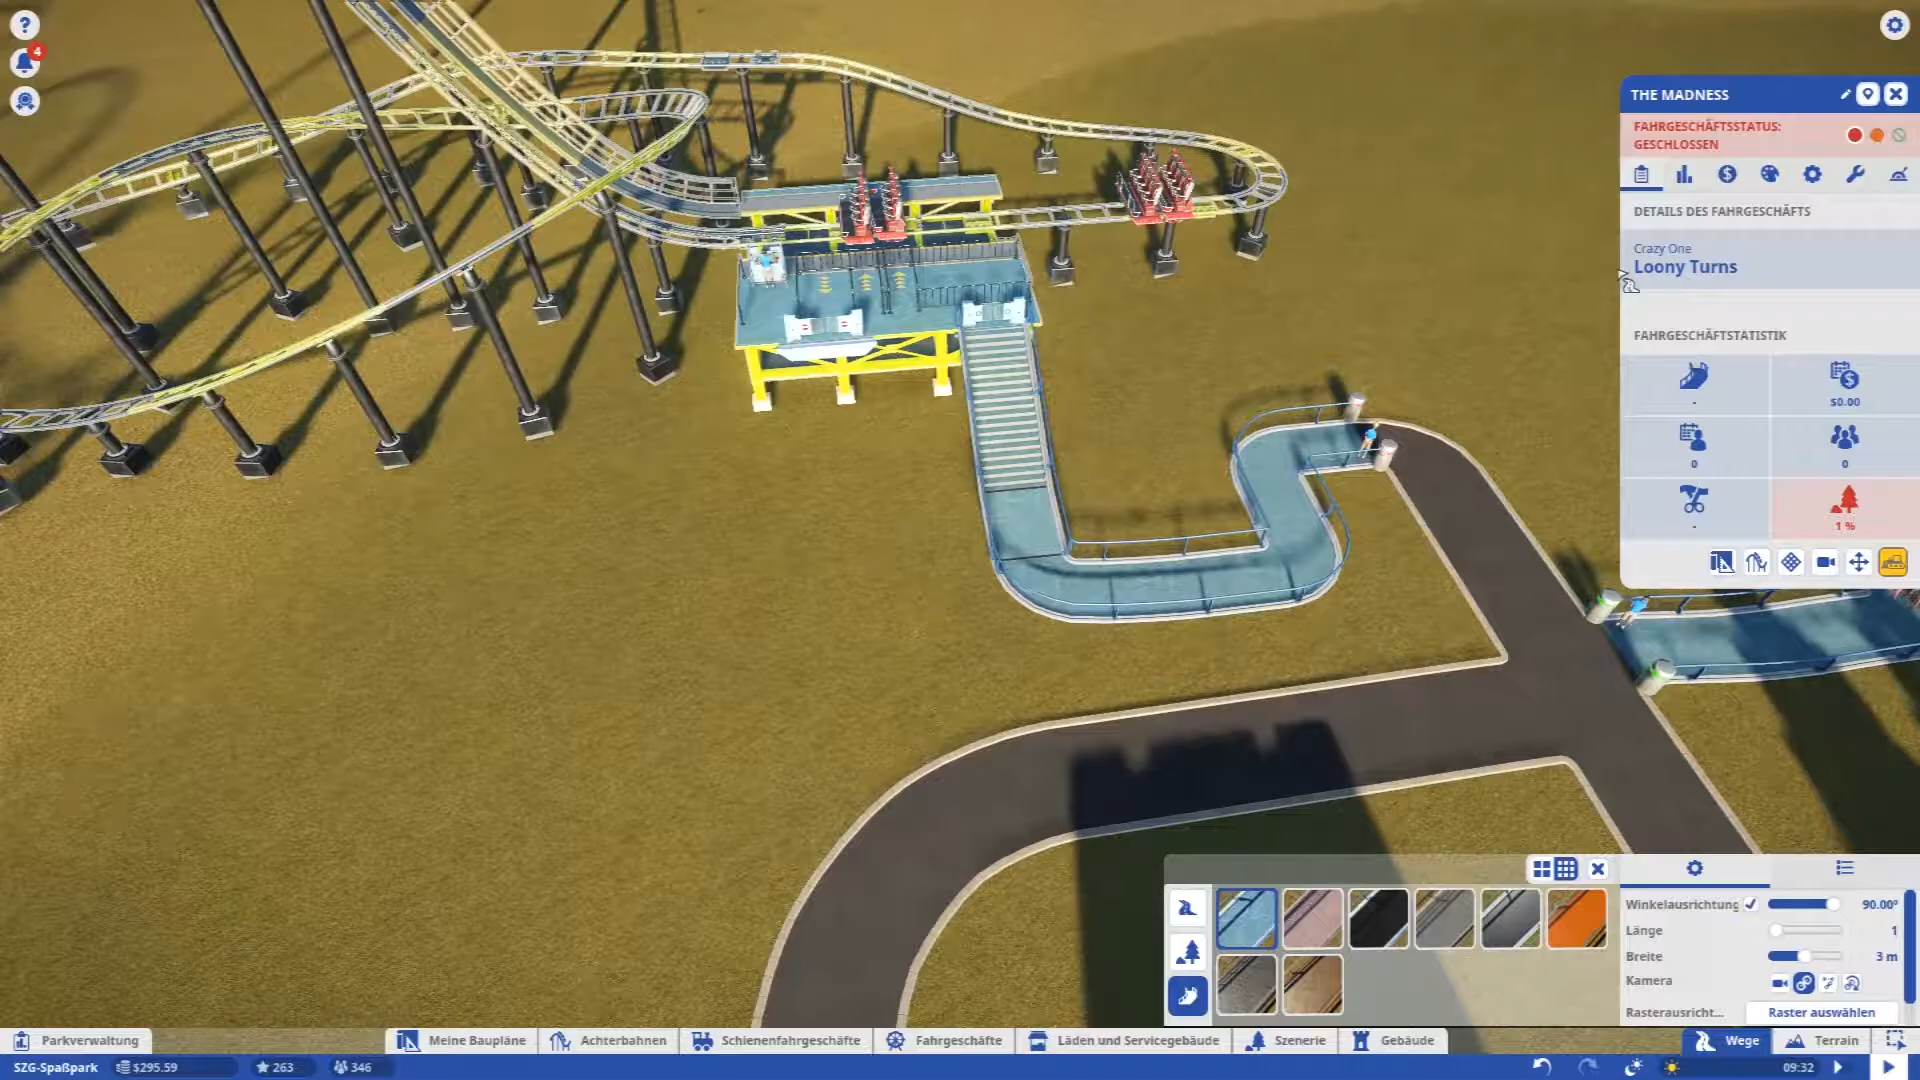 4
THE MADNESS
FAHRGESCHÄFTSSTATUS:
GESCHLOSSEN
DETAILS DES FAHRGESCHÄFTS
Crazy One
Loony Turns
FAHRGESCHÄFTSTATISTIK
-
$0.00
0
0
-
1 %
Winkelausrichtung
90.00°
Länge
1
Breite
3 m
Kamera
Rasterausricht...
Raster auswählen
Parkverwaltung
Meine Baupläne
Achterbahnen
Schienenfahrgeschäfte
Fahrgeschäfte
Läden und Servicegebäude
Szenerie
Gebäude
Wege
Terrain
SZG-Spaßpark
$295.59
263
346
09:32